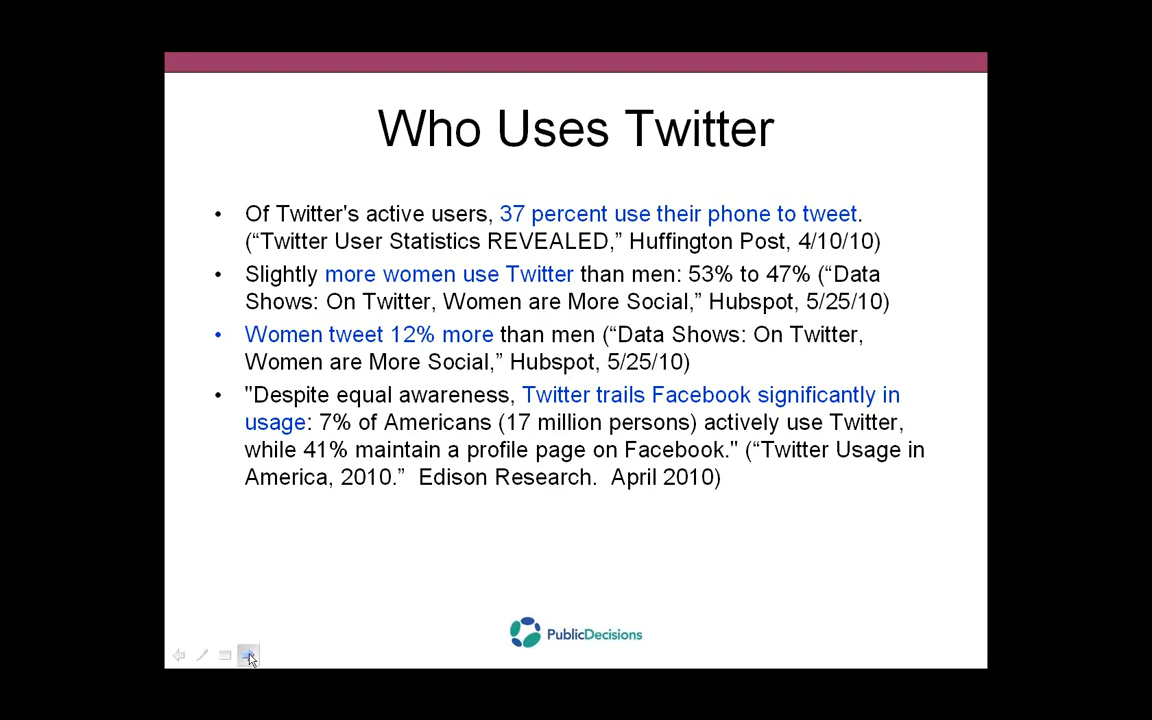 Who Uses Twitter
• Of Twitter's active users, 37 percent use their phone to tweet.
(“Twitter User Statistics REVEALED,” Huffington Post, 4/10/10)
• Slightly more women use Twitter than men: 53% to 47% (“Data
Shows: On Twitter, Women are More Social,” Hubspot, 5/25/10)
• Women tweet 12% more than men (“Data Shows: On Twitter,
Women are More Social,” Hubspot, 5/25/10)
• "Despite equal awareness, Twitter trails Facebook significantly in
usage: 7% of Americans (17 million persons) actively use Twitter,
while 41% maintain a profile page on Facebook." (“Twitter Usage in
America, 2010.”  Edison Research.  April 2010)
PublicDecisions